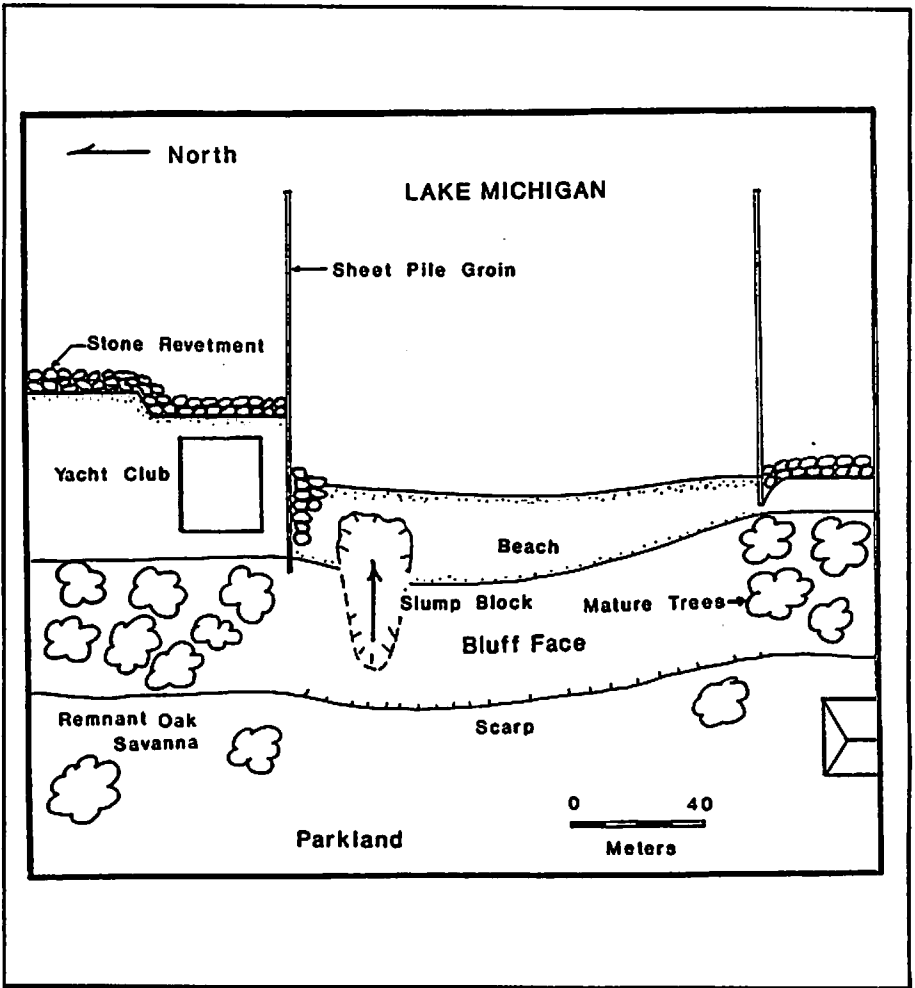 North
LAKE MICHIGAN
Sheet Pile Groin
Stone Revetment
Yacht Club
Beach
Slump Block
Mature Trees
Bluff Face
Remnant Oak
Savanna
Scarp
0 40
Meters
Parkland